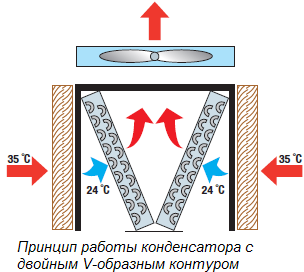 35 °C
35 °C
24 °C
24 °C
Принцип работы конденсатора с
двойным V-образным контуром